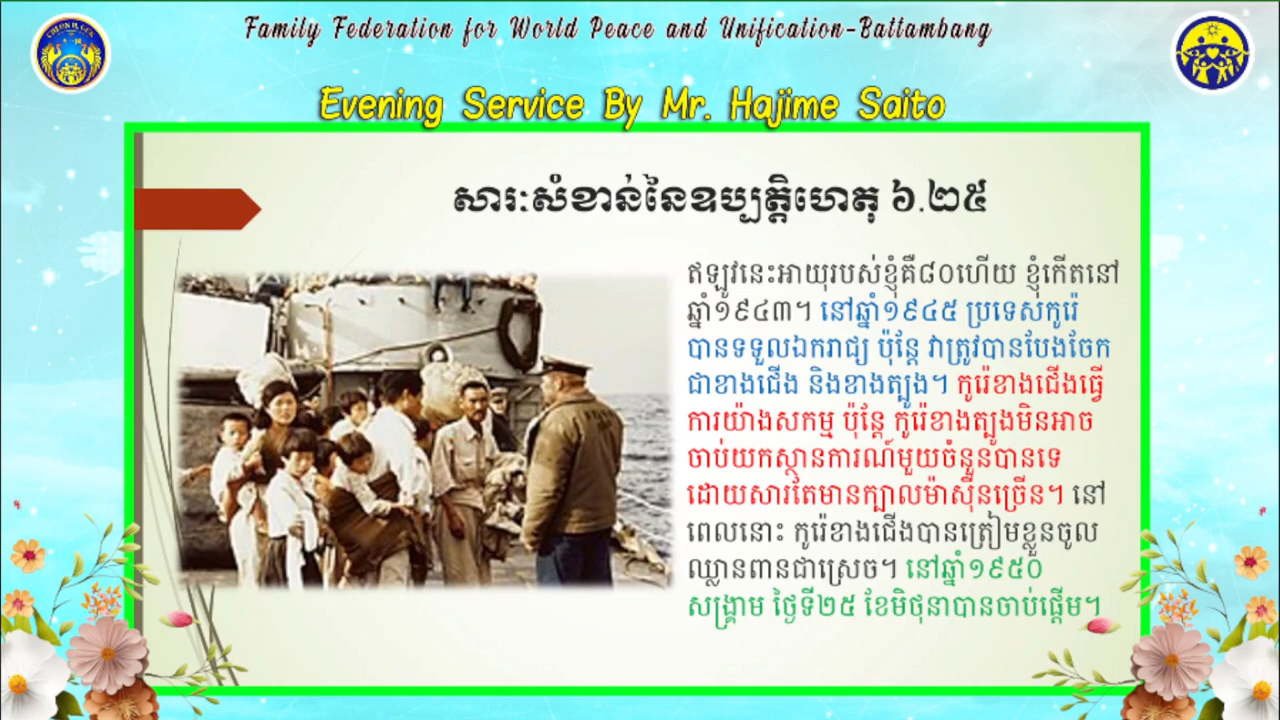 Family Federation for World Peace and Unification-Battambang
Evening Service By Mr. Hajime Saito
សារៈសំខាន់នៃឧប្បត្តិហេតុ ៦.២៥
ឥឡូវនេះអាយុរបស់ខ្ញុំគឺ៨០ហើយ ខ្ញុំកើតនៅ
ឆ្នាំ១៩៤៣។ នៅឆ្នាំ១៩៤៥ ប្រទេសកូរ៉េ
បានទទួលឯករាជ្យ ប៉ុន្តែ វាត្រូវបានបែងចែក
ជាខាងជើង និងខាងត្បូង។ កូរ៉េខាងជើងធ្វើ
ការយ៉ាងសកម្ម ប៉ុន្តែ កូរ៉េខាងត្បូងមិនអាច
ចាប់យកស្ថានការណ៍មួយចំនួនបានទេ
ដោយសារតែមានក្បាលម៉ាស៊ីនច្រើន។ នៅ
ពេលនោះ កូរ៉េខាងជើងបានត្រៀមខ្លួនចូល
ឈ្លានពានជាស្រេច។ នៅឆ្នាំ១៩៥០
សង្គ្រាម ថ្ងៃទី២៥ ខែមិថុនាបានចាប់ផ្តើម។